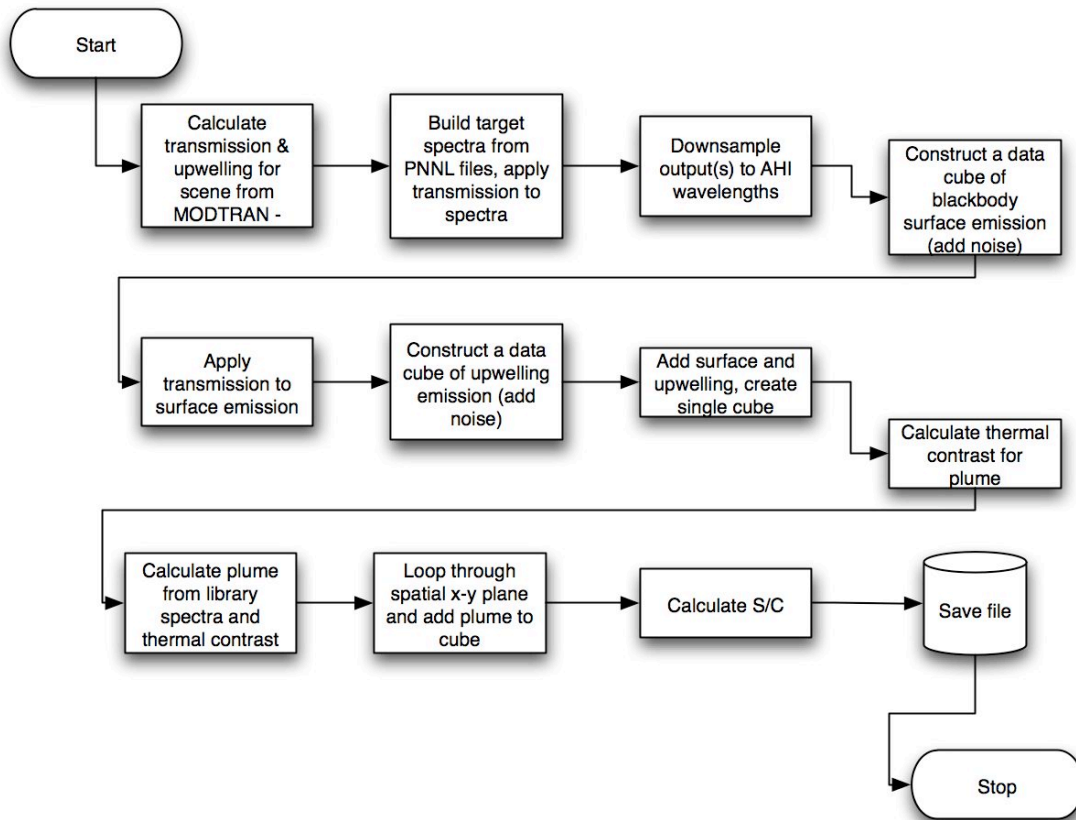 Start
Calculate
transmission &
upwelling for
scene from
MODTRAN -
Build target
spectra from
PNNL files, apply
transmission to
spectra
Downsample
output(s) to AHI
wavelengths
Construct a data
cube of
blackbody
surface emission
(add noise)
Apply
transmission to
surface emission
Construct a data
cube of upwelling
emission (add
noise)
Add surface and
upwelling, create
single cube
Calculate thermal
contrast for
plume
Calculate plume
from library
spectra and
thermal contrast
Loop through
spatial x-y plane
and add plume to
cube
Calculate S/C
Save file
Stop